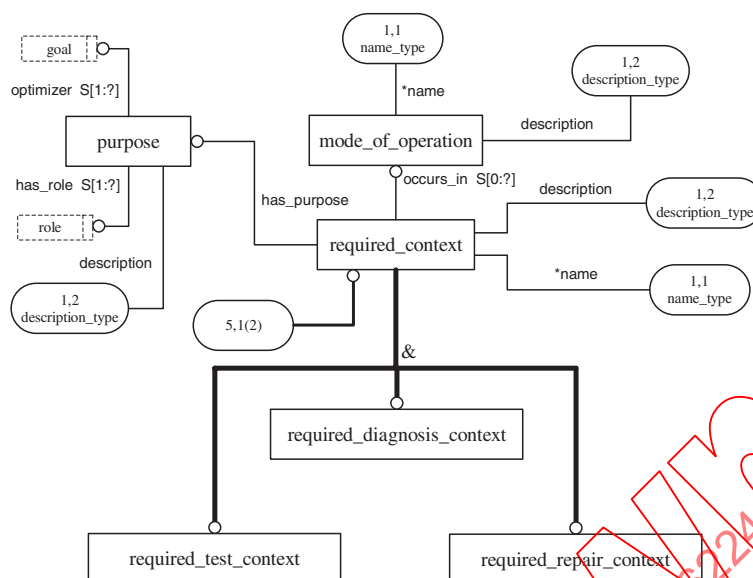 goal
1,1
name_type
1,2
description_type
optimizer S[1:?]
*name
description
purpose
mode_of_operation
has_role S[1:?]
occurs_in S[0:?]
has_purpose
description
1,2
description_type
role
required_context
description
*name
1,1
name_type
1,2
description_type
5,1(2)
&
required_diagnosis_context
required_test_context
required_repair_context